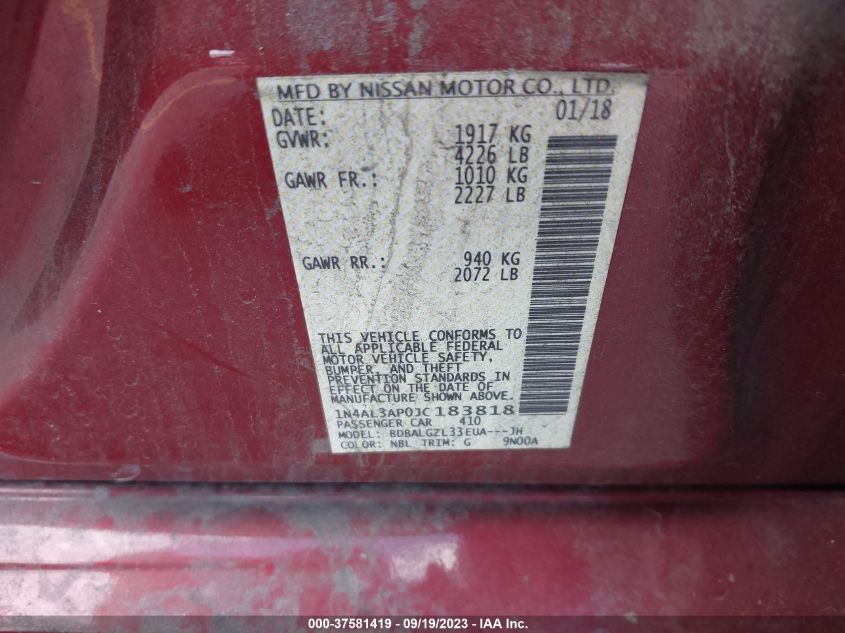 MFD BY NISSAN MOTOR CO., LTD.
DATE: 01/18
GVWR: 1917 KG
4226 LB
GAWR FR.: 1010 KG
2227 LB
GAWR RR.: 940 KG
2072 LB
THIS VEHICLE CONFORMS TO
ALL APPLICABLE FEDERAL
MOTOR VEHICLE SAFETY,
BUMPER, AND THEFT
PREVENTION STANDARDS IN
EFFECT ON THE DATE OF
MANUFACTURE SHOWN ABOVE.
1N4AL3AP0JC183818
PASSENGER CAR 410
MODEL: BDBALGZL33EUA---JH
COLOR: NBL TRIM: G 9N00A
000-37581419 - 09/19/2023 - IAA Inc.